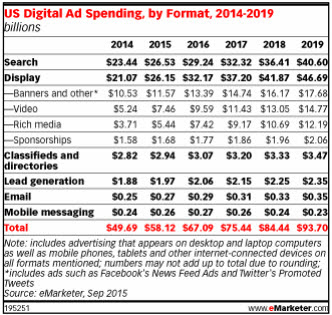 US Digital Ad Spending, by Format, 2014-2019
billions
2014 2015 2016 2017 2018 2019
Search $23.44 $26.53 $29.24 $32.32 $36.41 $40.60
Display $21.07 $26.15 $32.17 $37.20 $41.87 $46.69
—Banners and other* $10.53 $11.57 $13.39 $14.74 $16.17 $17.68
—Video $5.24 $7.46 $9.59 $11.43 $13.05 $14.77
—Rich media $3.71 $5.44 $7.42 $9.17 $10.69 $12.19
—Sponsorships $1.58 $1.68 $1.77 $1.86 $1.96 $2.06
Classifieds and
directories $2.82 $2.94 $3.07 $3.20 $3.33 $3.47
Lead generation $1.88 $1.97 $2.06 $2.15 $2.25 $2.35
Email $0.25 $0.27 $0.29 $0.31 $0.33 $0.35
Mobile messaging $0.24 $0.26 $0.27 $0.26 $0.24 $0.23
Total $49.69 $58.12 $67.09 $75.44 $84.44 $93.70
Note: includes advertising that appears on desktop and laptop computers
as well as mobile phones, tablets and other internet-connected devices on
all formats mentioned; numbers may not add up to total due to rounding;
*includes ads such as Facebook's News Feed Ads and Twitter's Promoted
Tweets
Source: eMarketer, Sep 2015
195251 www.eMarketer.com